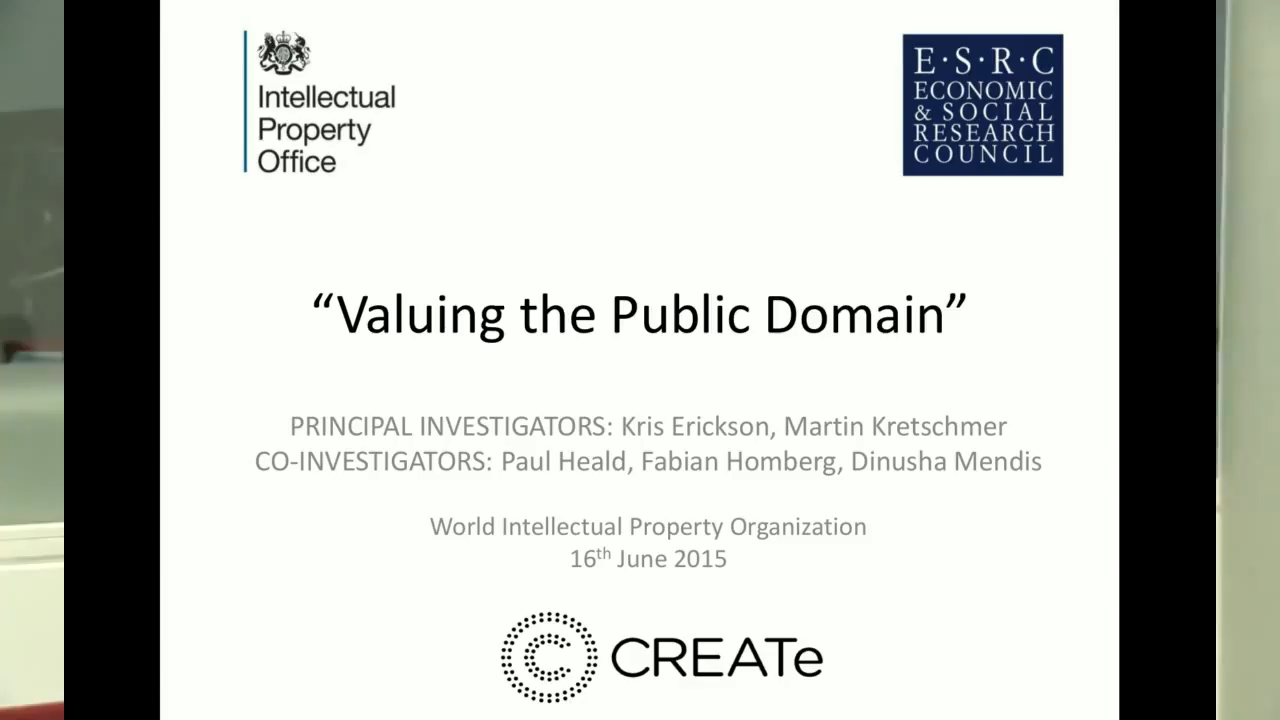 Intellectual
Property
Office
E·S·R·C
ECONOMIC
& SOCIAL
RESEARCH
COUNCIL
“Valuing the Public Domain”
PRINCIPAL INVESTIGATORS: Kris Erickson, Martin Kretschmer
CO-INVESTIGATORS: Paul Heald, Fabian Homberg, Dinusha Mendis
World Intellectual Property Organization
16th June 2015
C CREATe